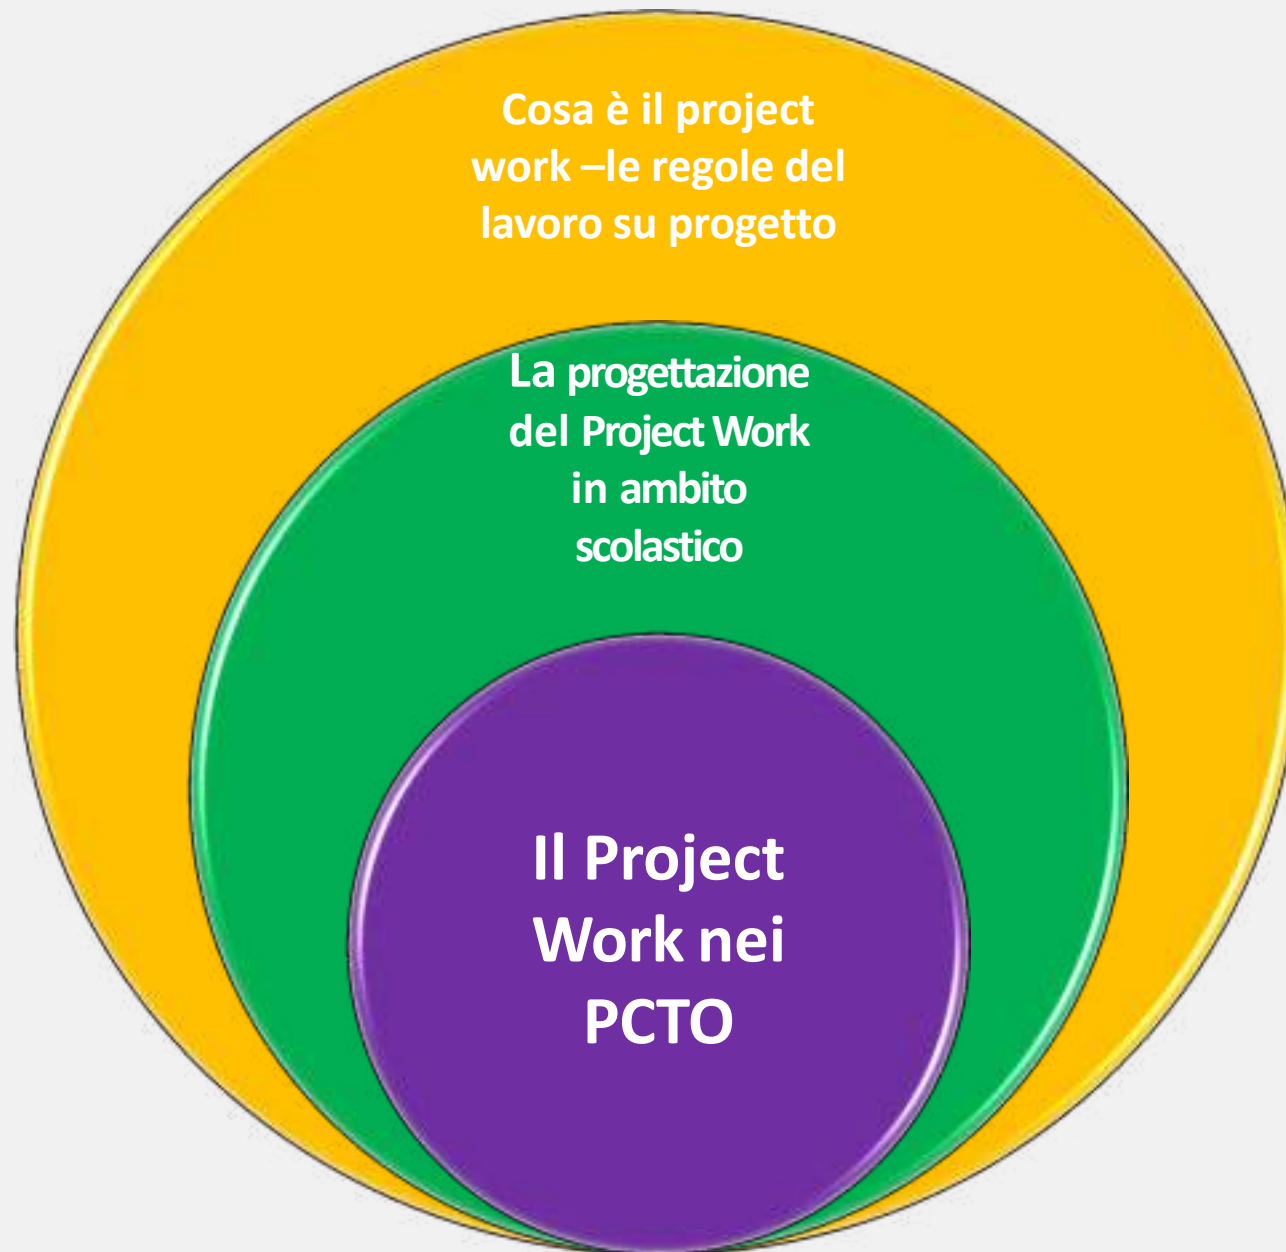 Cosa è il project
work –le regole del
lavoro su progetto
La progettazione
del Project Work
in ambito
scolastico
Il Project
Work nei
PCTO